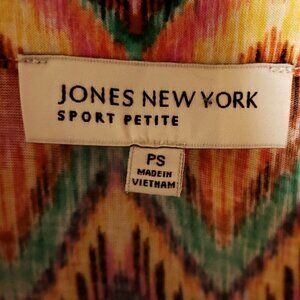 JONES NEW YORK
SPORT PETITE
PS
MADE IN
VIETNAM